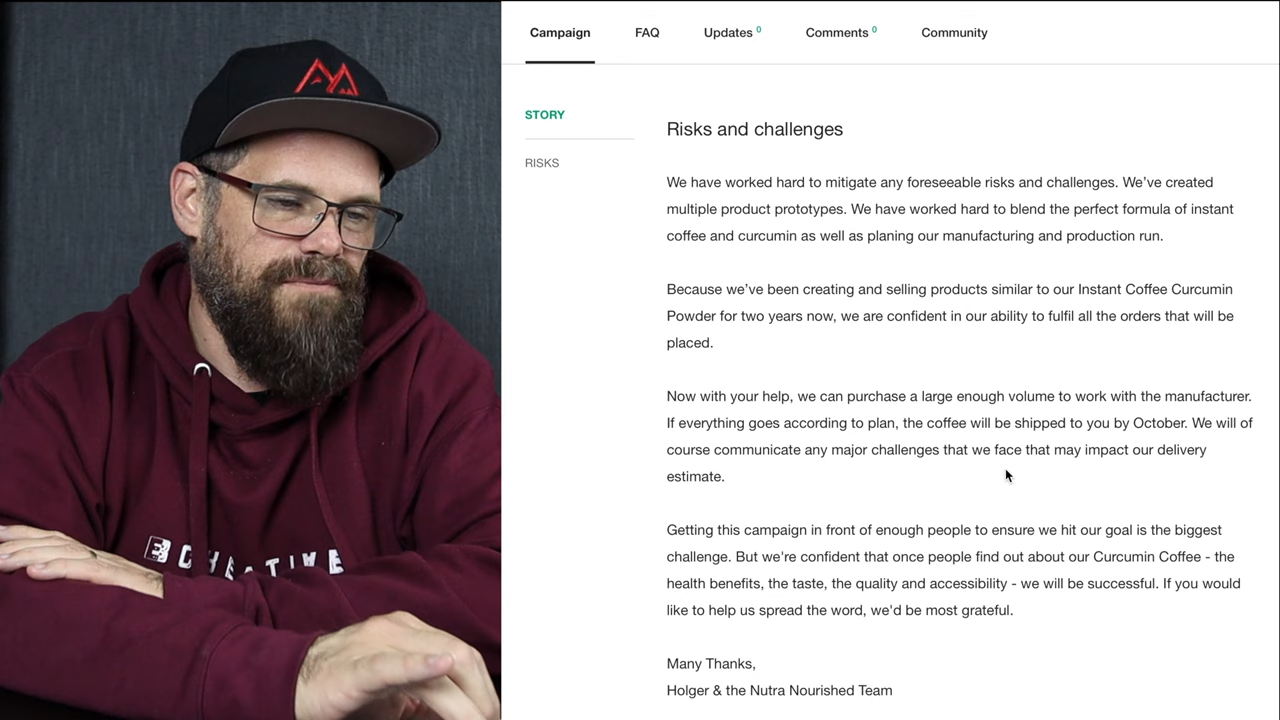 Campaign FAQ Updates 0 Comments 0 Community
STORY
RISKS
Risks and challenges
We have worked hard to mitigate any foreseeable risks and challenges. We've created
multiple product prototypes. We have worked hard to blend the perfect formula of instant
coffee and curcumin as well as planing our manufacturing and production run.
Because we've been creating and selling products similar to our Instant Coffee Curcumin
Powder for two years now, we are confident in our ability to fulfil all the orders that will be
placed.
Now with your help, we can purchase a large enough volume to work with the manufacturer.
If everything goes according to plan, the coffee will be shipped to you by October. We will of
course communicate any major challenges that we face that may impact our delivery
estimate.
Getting this campaign in front of enough people to ensure we hit our goal is the biggest
challenge. But we're confident that once people find out about our Curcumin Coffee - the
health benefits, the taste, the quality and accessibility - we will be successful. If you would
like to help us spread the word, we'd be most grateful.
Many Thanks,
Holger & the Nutra Nourished Team